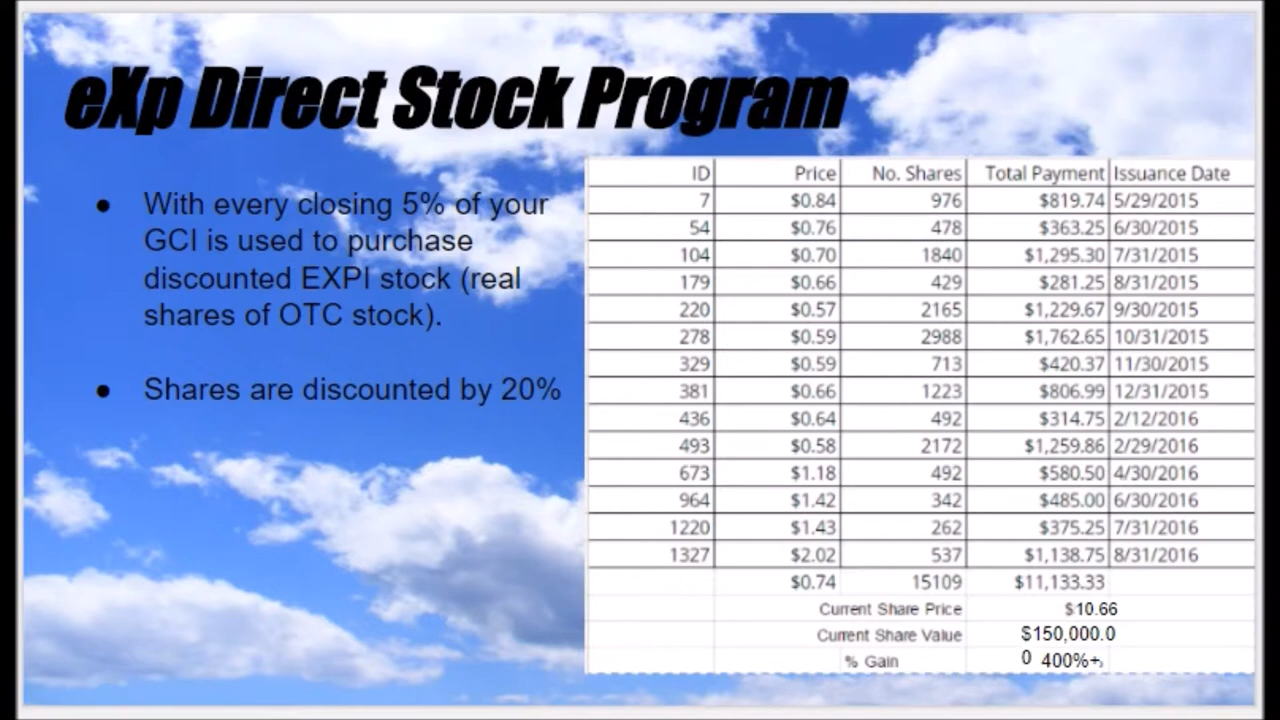 eXp Direct Stock Program
● With every closing 5% of your
GCI is used to purchase
discounted EXPI stock (real
shares of OTC stock).
● Shares are discounted by 20%
ID Price No. Shares Total Payment Issuance Date
7 $0.84 976 $819.74 5/29/2015
54 $0.76 478 $363.25 6/30/2015
104 $0.70 1840 $1,295.30 7/31/2015
179 $0.66 429 $281.25 8/31/2015
220 $0.57 2165 $1,229.67 9/30/2015
278 $0.59 2988 $1,762.65 10/31/2015
329 $0.59 713 $420.37 11/30/2015
381 $0.66 1223 $806.99 12/31/2015
436 $0.64 492 $314.75 2/12/2016
493 $0.58 2172 $1,259.86 2/29/2016
673 $1.18 492 $580.50 4/30/2016
964 $1.42 342 $485.00 6/30/2016
1220 $1.43 262 $375.25 7/31/2016
1327 $2.02 537 $1,138.75 8/31/2016
$0.74 15109 $11,133.33
Current Share Price $10.66
Current Share Value $150,000.0
0
% Gain 400%+